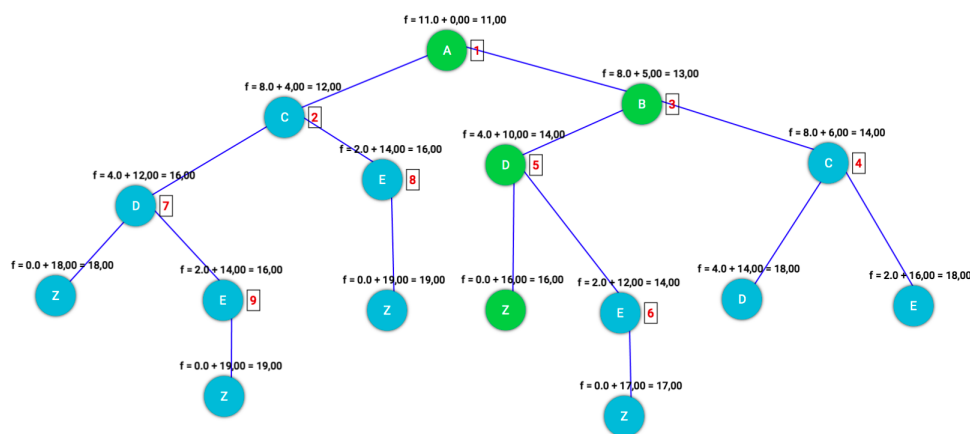 f = 11.0 + 0,00 = 11,00
A
1
f = 8.0 + 4,00 = 12,00
C
2
f = 8.0 + 5,00 = 13,00
B
3
f = 4.0 + 12,00 = 16,00
D
7
f = 2.0 + 14,00 = 16,00
E
8
f = 4.0 + 10,00 = 14,00
D
5
f = 8.0 + 6,00 = 14,00
C
4
f = 0.0 + 18,00 = 18,00
Z
f = 2.0 + 14,00 = 16,00
E
9
f = 0.0 + 19,00 = 19,00
Z
f = 0.0 + 16,00 = 16,00
Z
f = 2.0 + 12,00 = 14,00
E
6
f = 4.0 + 14,00 = 18,00
D
f = 2.0 + 16,00 = 18,00
E
f = 0.0 + 19,00 = 19,00
Z
f = 0.0 + 17,00 = 17,00
Z